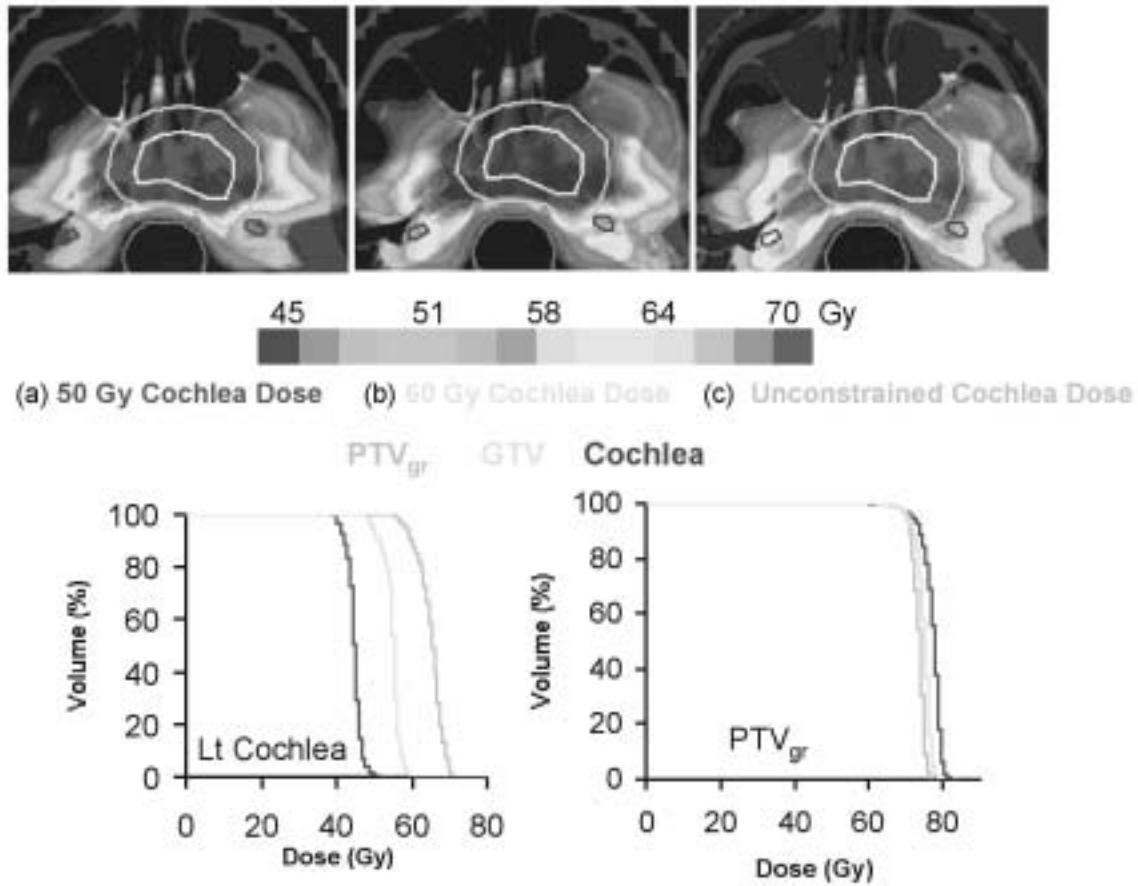 45 51 58 64 70 Gy
(a) 50 Gy Cochlea Dose (b) 60 Gy Cochlea Dose (c) Unconstrained Cochlea Dose
PTVgr GTV Cochlea
100
80
60
40
20
0
Volume (%)
Lt Cochlea
0 20 40 60 80
Dose (Gy)
100
80
60
40
20
0
Volume (%)
PTVgr
0 20 40 60 80
Dose (Gy)